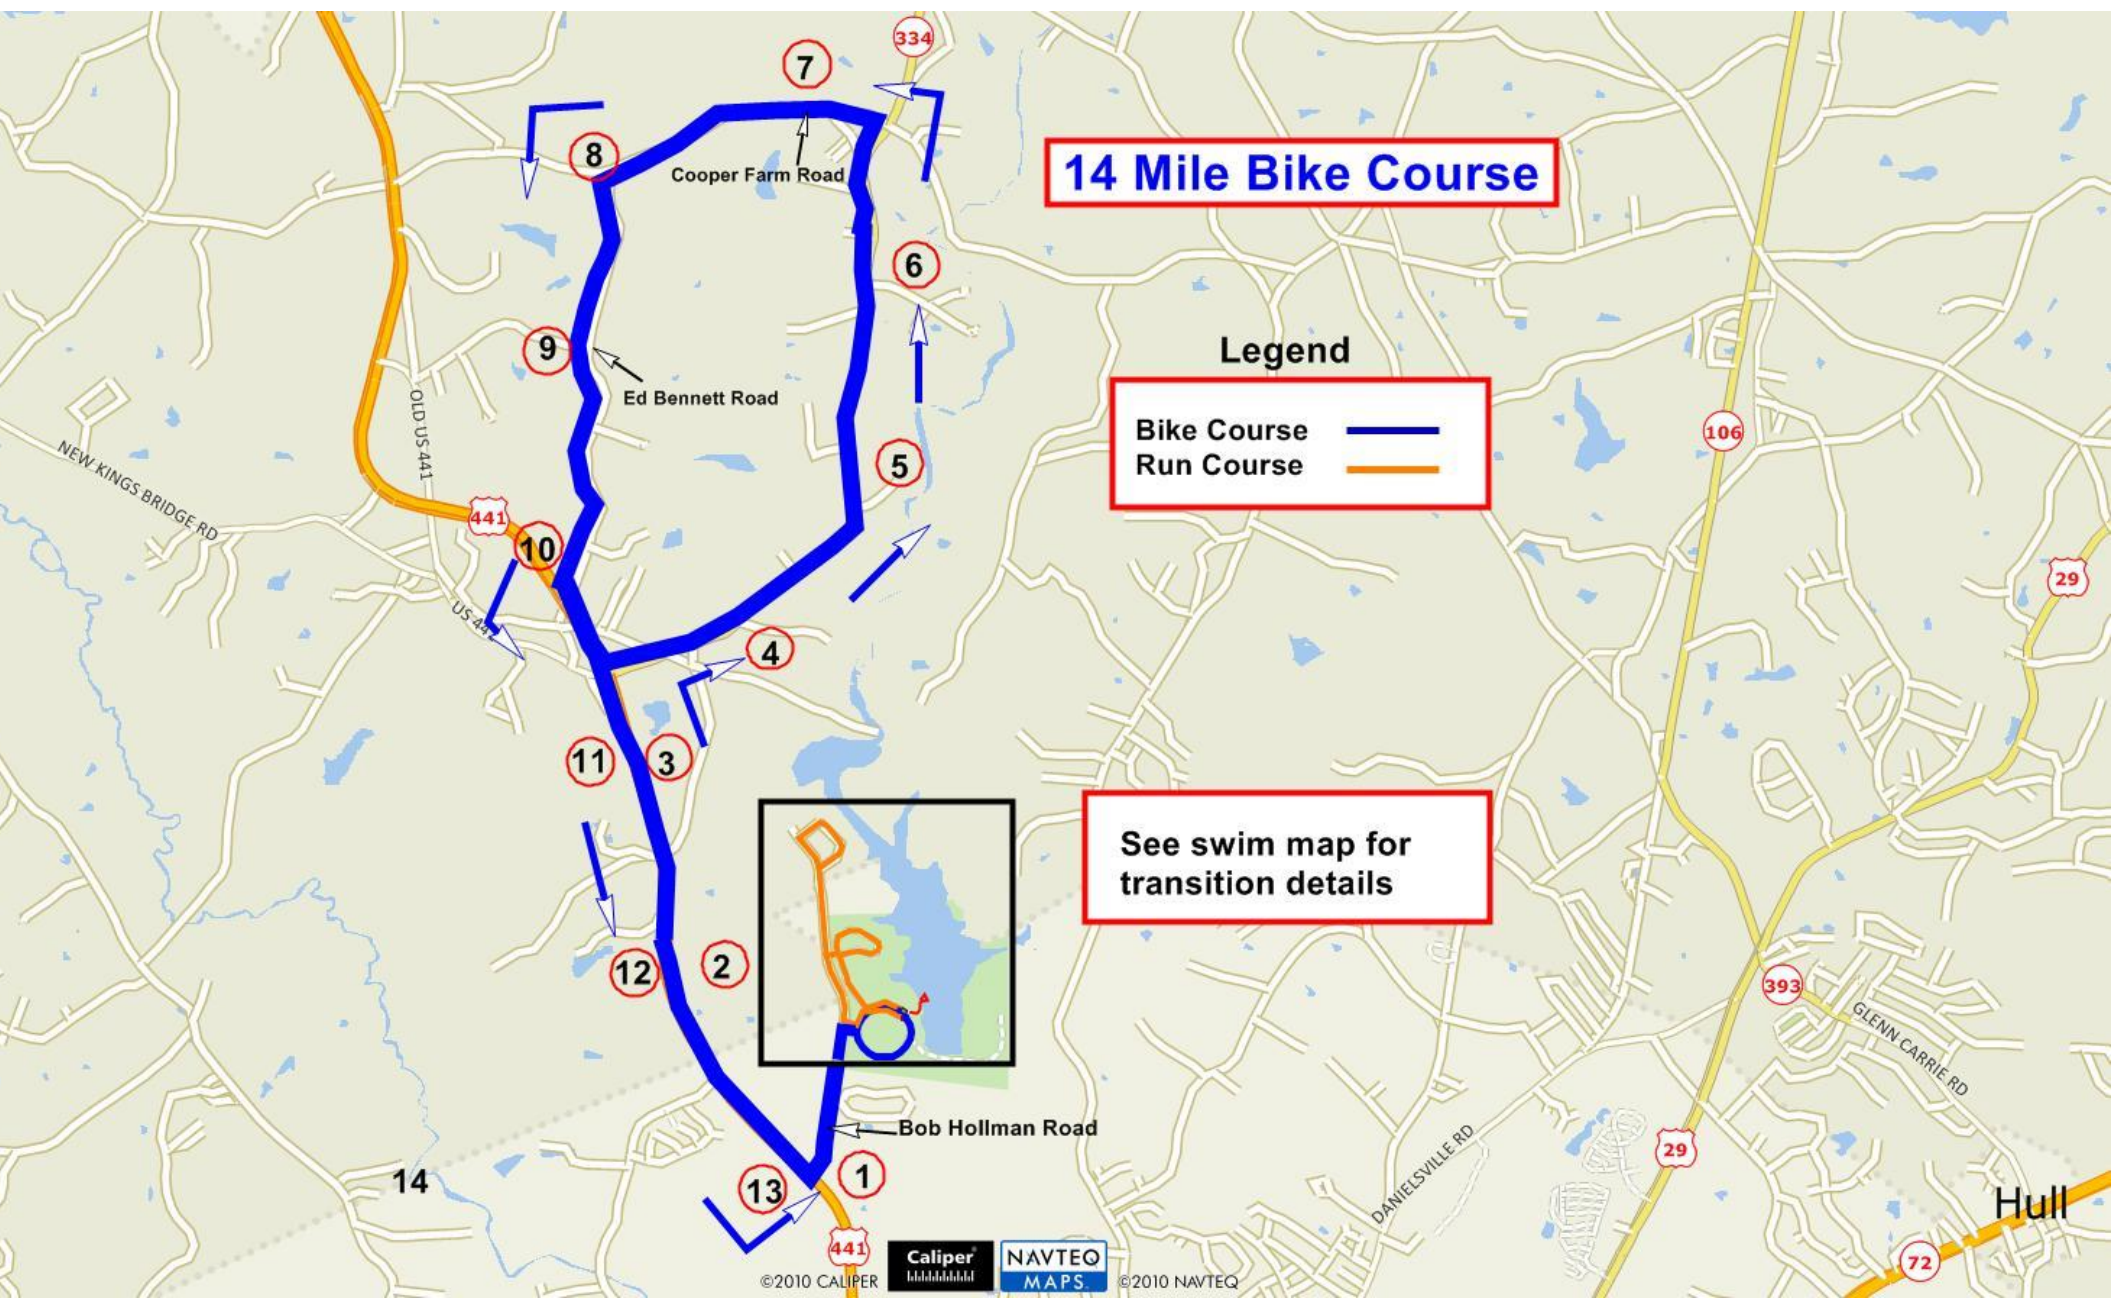 334
7
8
Cooper Farm Road
14 Mile Bike Course
6
9
Ed Bennett Road
OLD US 441
Legend
Bike Course
Run Course
106
NEW KINGS BRIDGE RD
5
441
10
29
US 441
4
11
3
See swim map for
transition details
12
2
393
GLENN CARRIE RD
Bob Hollman Road
14
13
1
DANIELSVILLE RD
29
Hull
441
Caliper
NAVTEQ
MAPS
72
©2010 CALIPER
©2010 NAVTEQ